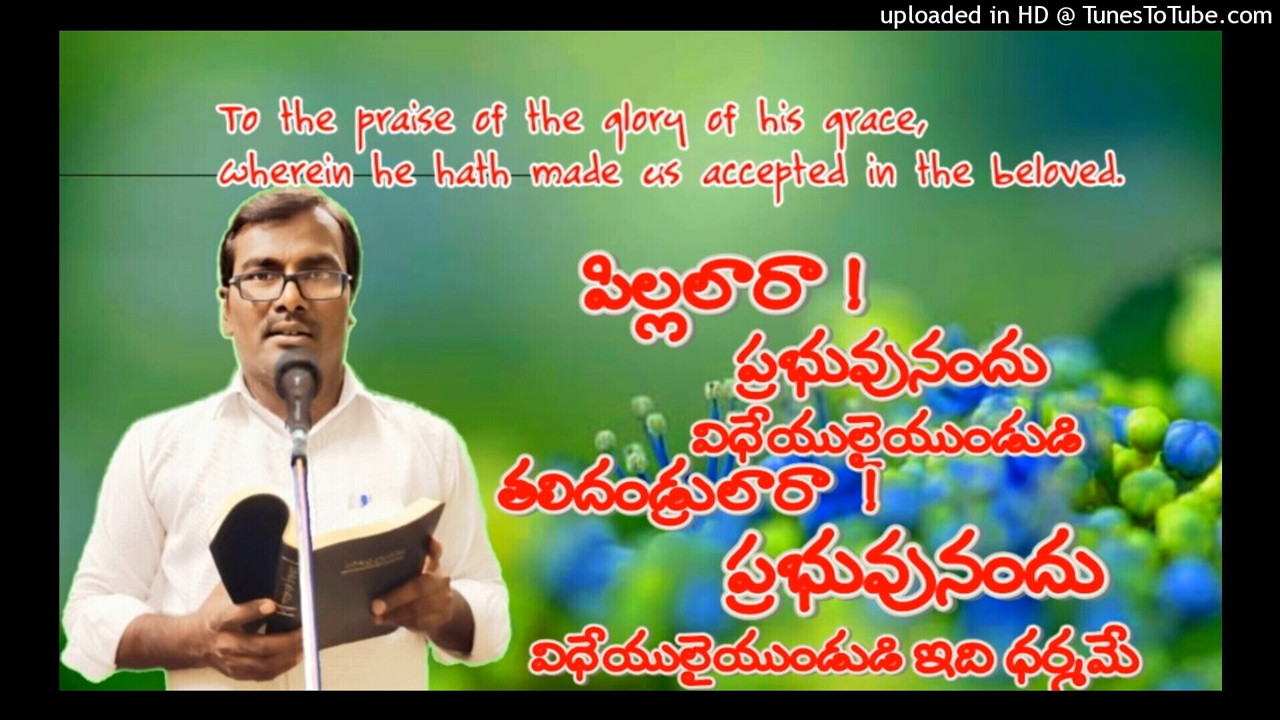 uploaded in HD @ TunesToTube.com
To the praise of the glory of his grace,
wherein he hath made us accepted in the beloved.
పిల్లలారా !
ప్రభువునందు
విధేయులైయుండుడి
తలిదండ్రులారా !
ప్రభువునందు
విధేయులైయుండుడి ఇది ధర్మమే